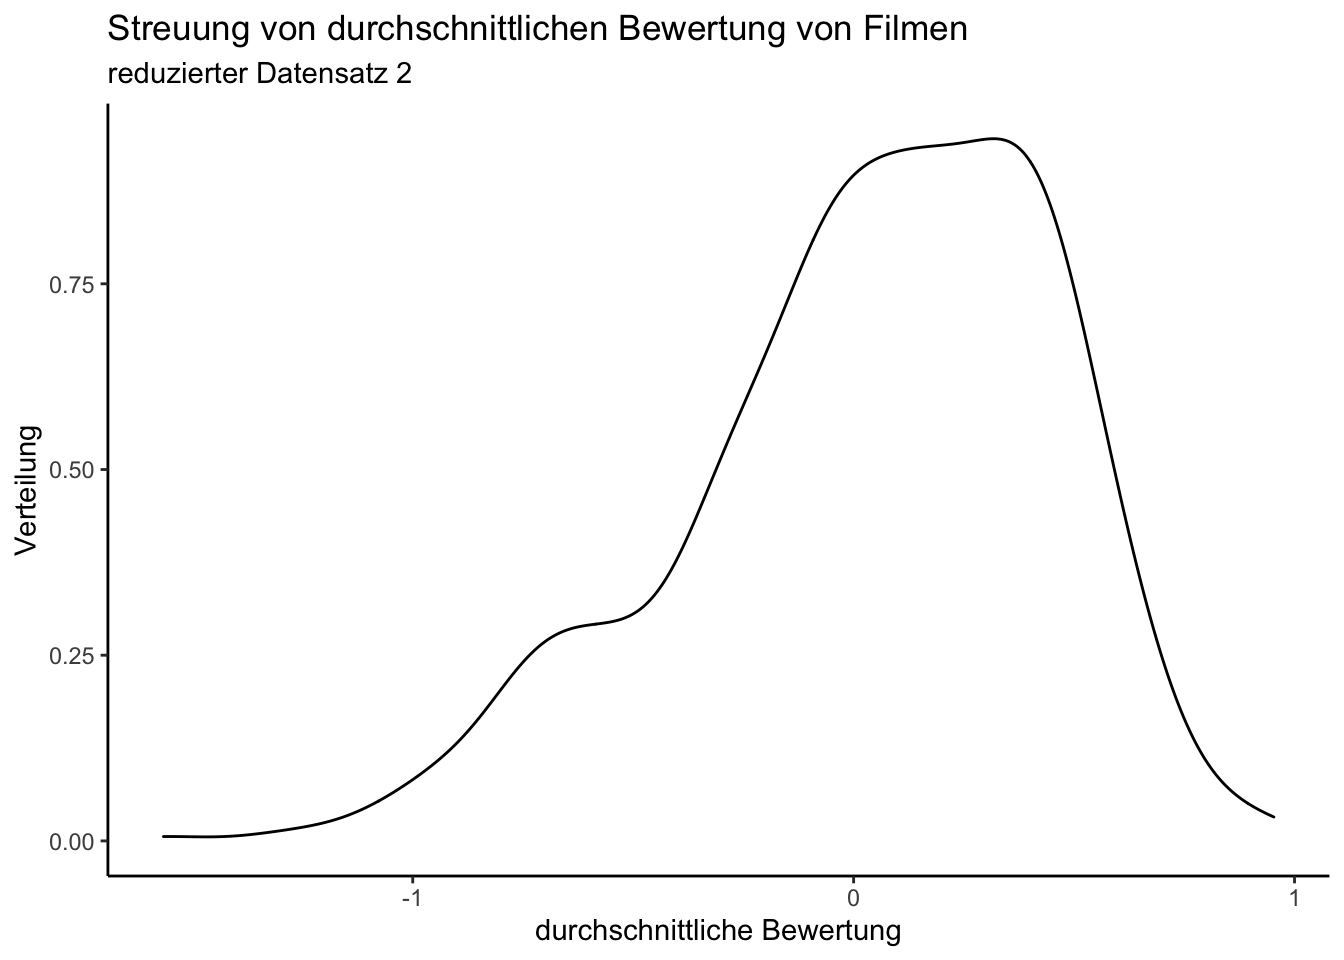 Streuung von durchschnittlichen Bewertung von Filmen
reduzierter Datensatz 2
0.75
0.50
0.25
0.00
Verteilung
-1
0
1
durchschnittliche Bewertung